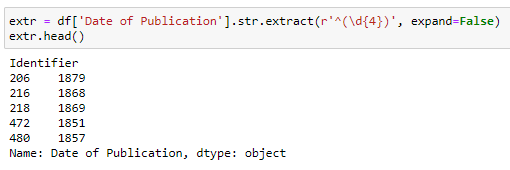 extr = df['Date of Publication'].str.extract(r'^(\d{4})', expand=False)
extr.head()
Identifier
206    1879
216    1868
218    1869
472    1851
480    1857
Name: Date of Publication, dtype: object